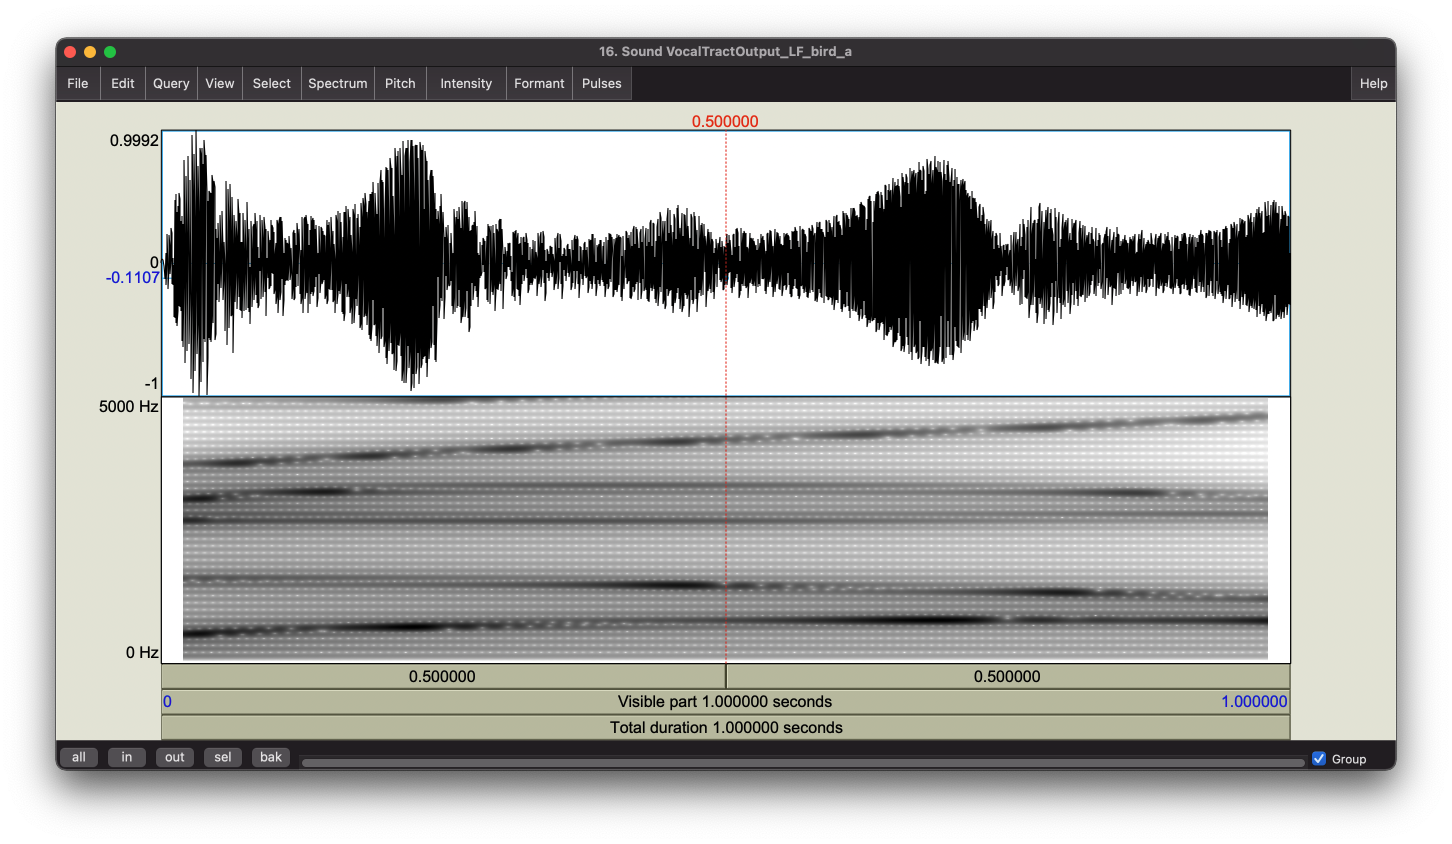 16. Sound VocalTractOutput_LF_bird_a
File Edit Query View Select Spectrum Pitch Intensity Formant Pulses Help
0.500000
0.9992
0
-0.1107
-1
5000 Hz
0 Hz
0.500000 0.500000
0 Visible part 1.000000 seconds 1.000000
Total duration 1.000000 seconds
all in out sel bak Group